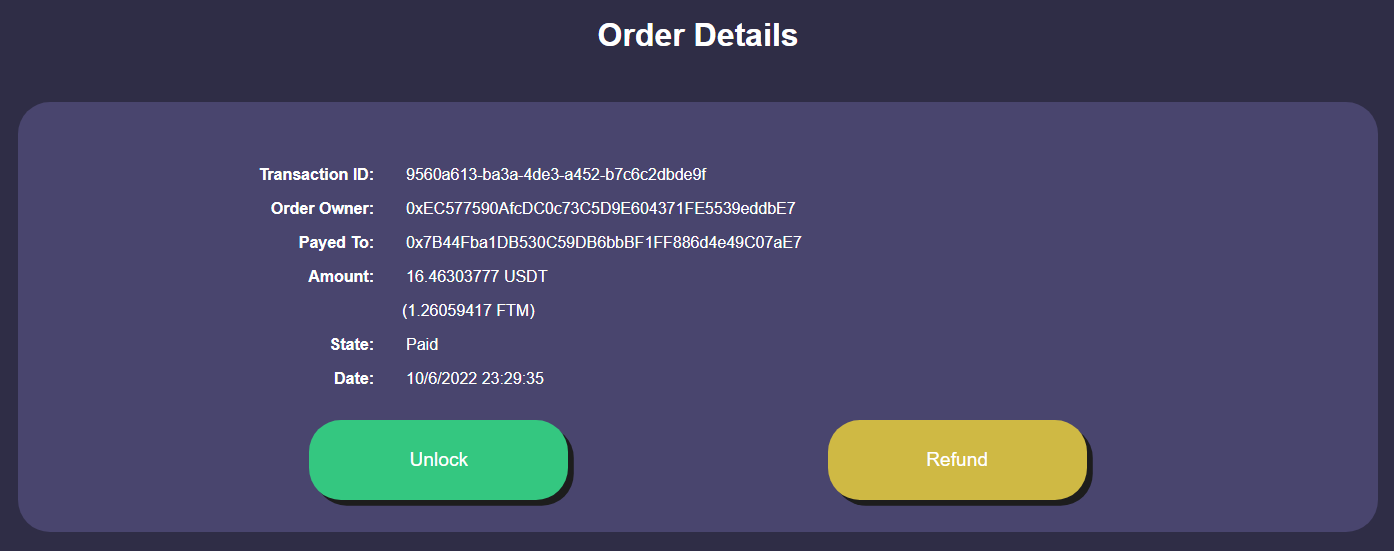 Order Details
Transaction ID: 9560a613-ba3a-4de3-a452-b7c6c2dbde9f
Order Owner: 0xEC577590AfcDC0c73C5D9E604371FE5539eddbE7
Payed To: 0x7B44Fba1DB530C59DB6bbBF1FF886d4e49C07aE7
Amount: 16.46303777 USDT
(1.26059417 FTM)
State: Paid
Date: 10/6/2022 23:29:35
Unlock Refund